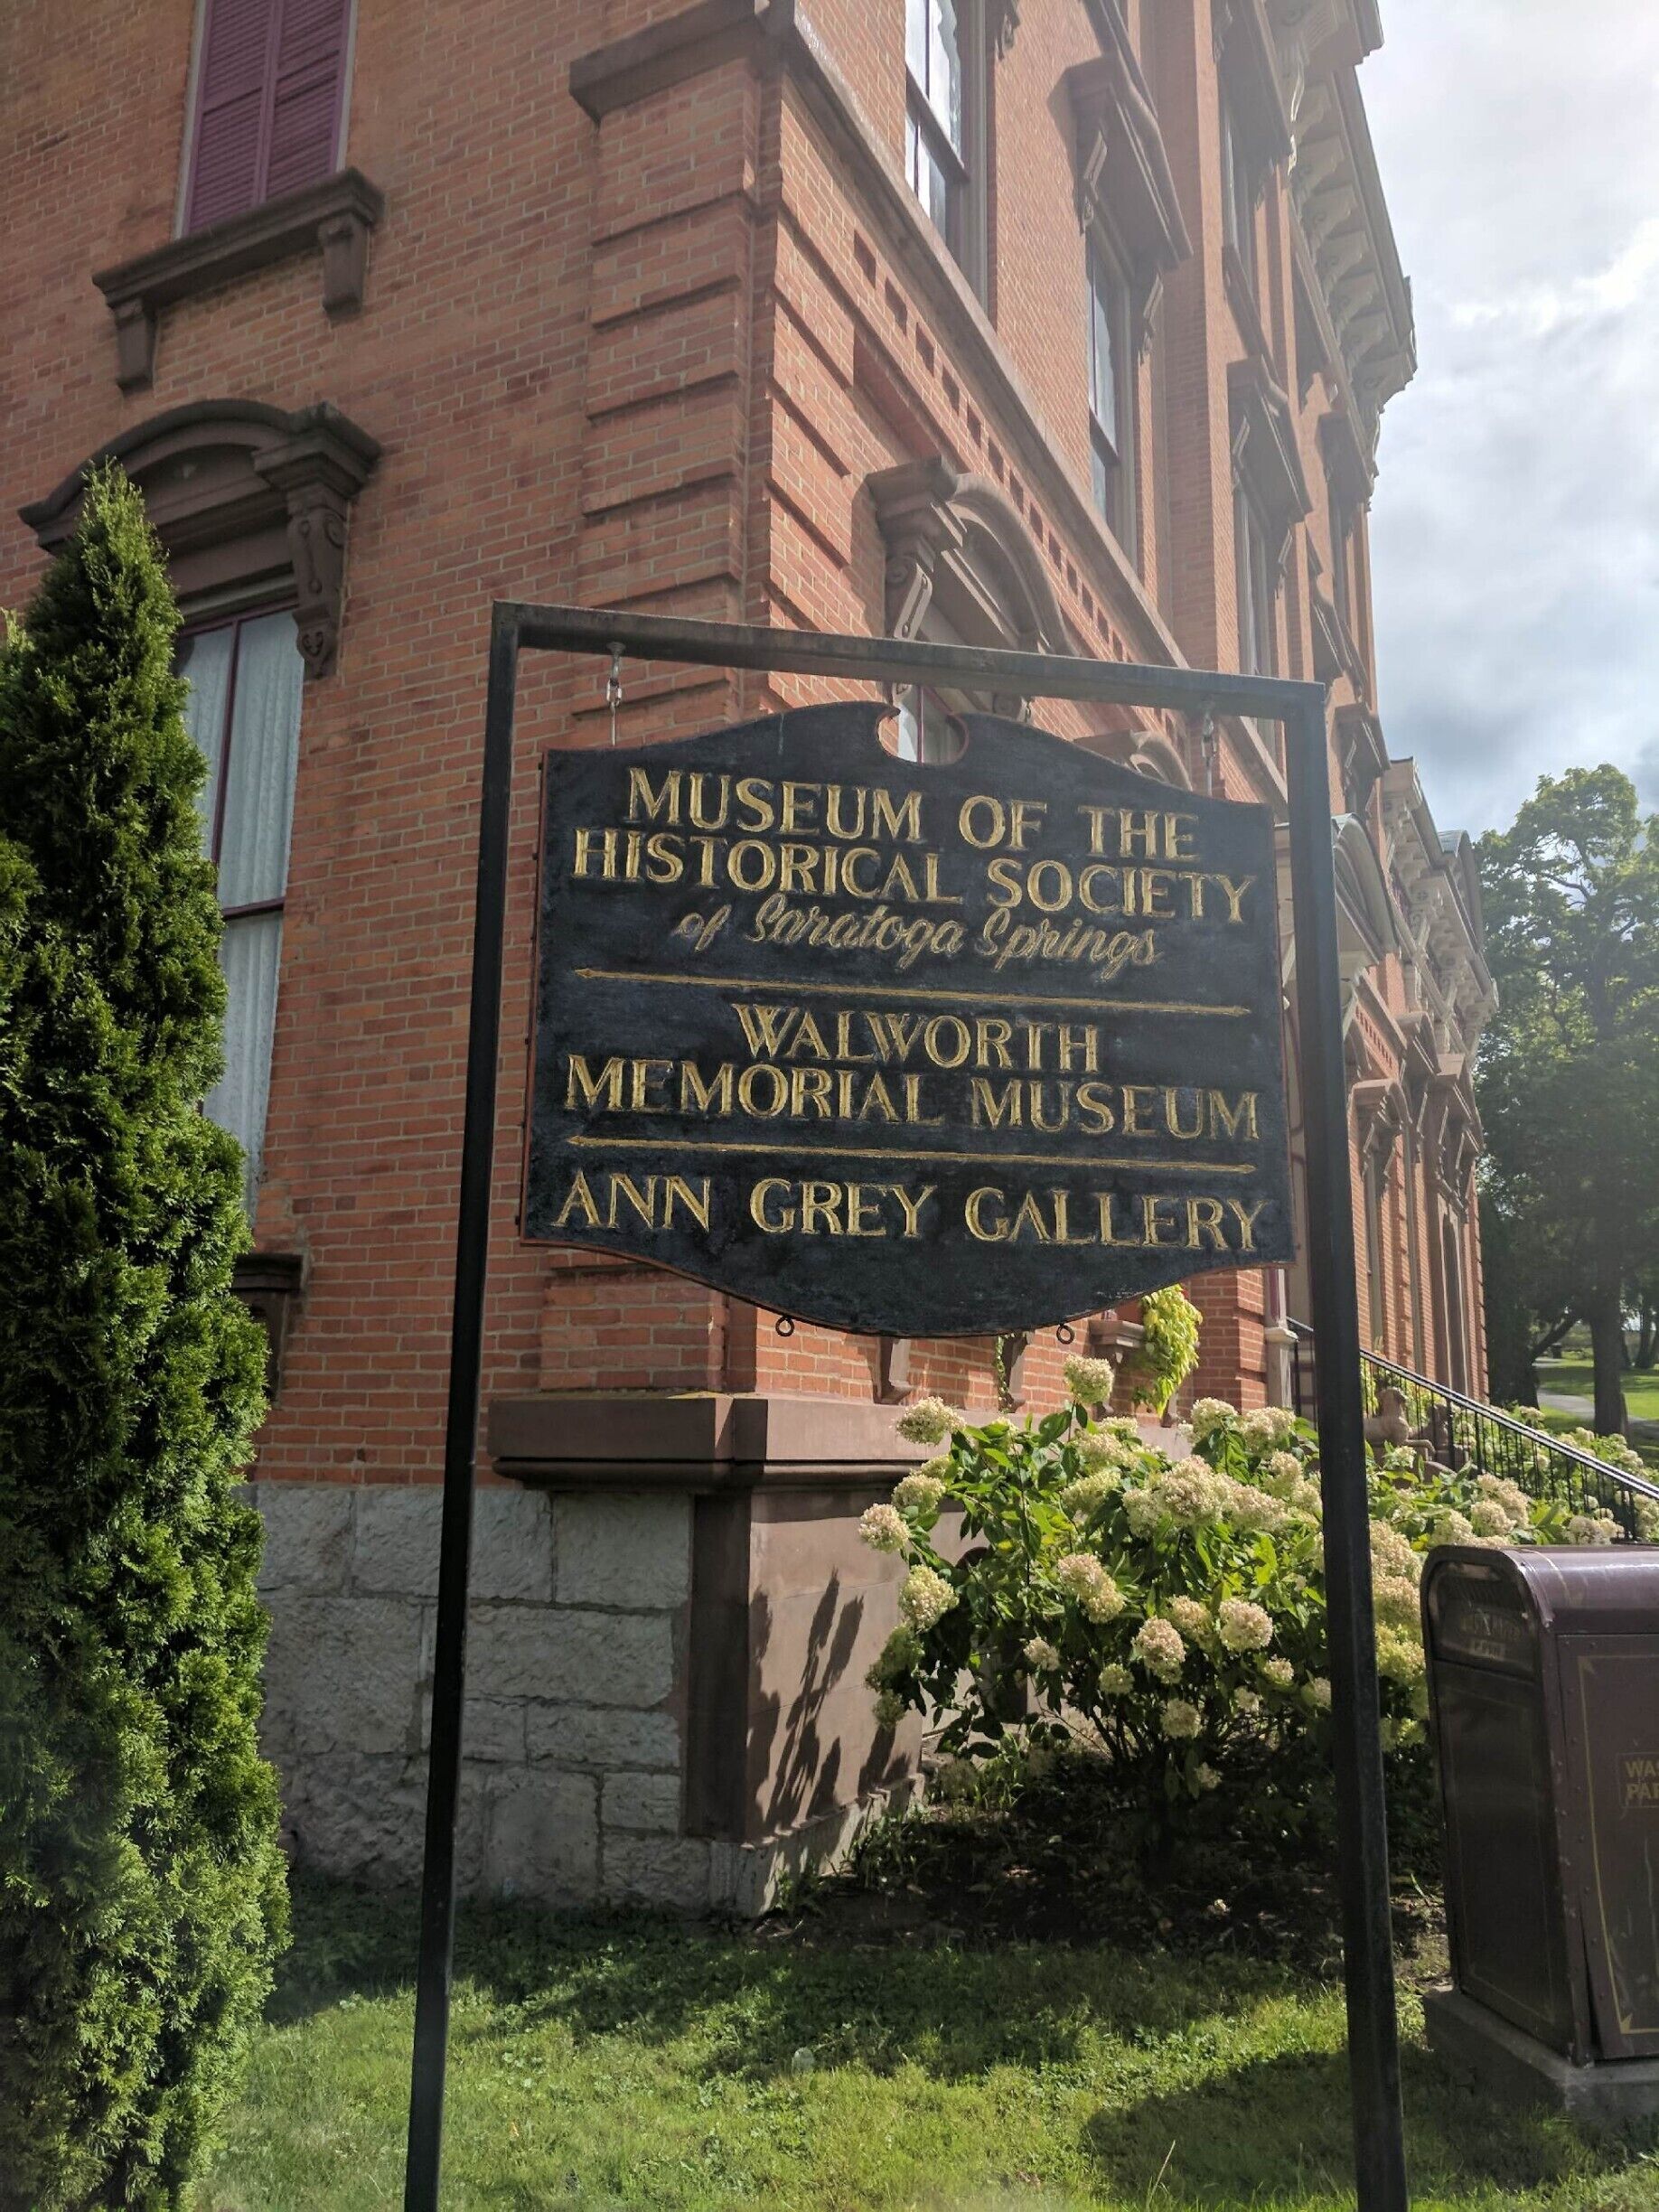 MUSEUM OF THE
HISTORICAL SOCIETY
of Saratoga Springs
WALWORTH
MEMORIAL MUSEUM
ANN GREY GALLERY